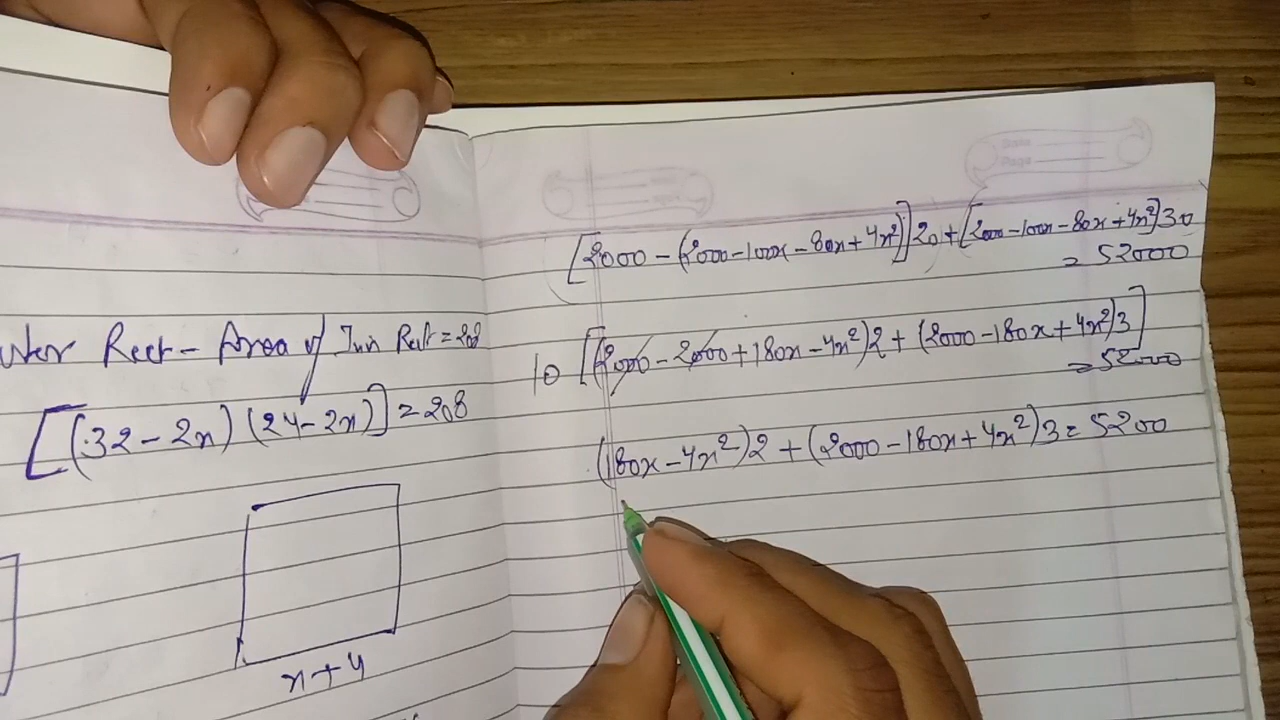 uter Rect - Area of Inn Rect = 208
[(32-2x) (24-2x)] = 208
x+4
[2000 - (2000-100x-80x+4x²)]20 + [2000-100x-80x+4x²]30
= 52000
10 [(2000-2000+180x-4x²)2 + (2000-180x+4x²)3]
= 52000
(180x-4x²)2 + (2000-180x+4x²)3 = 5200